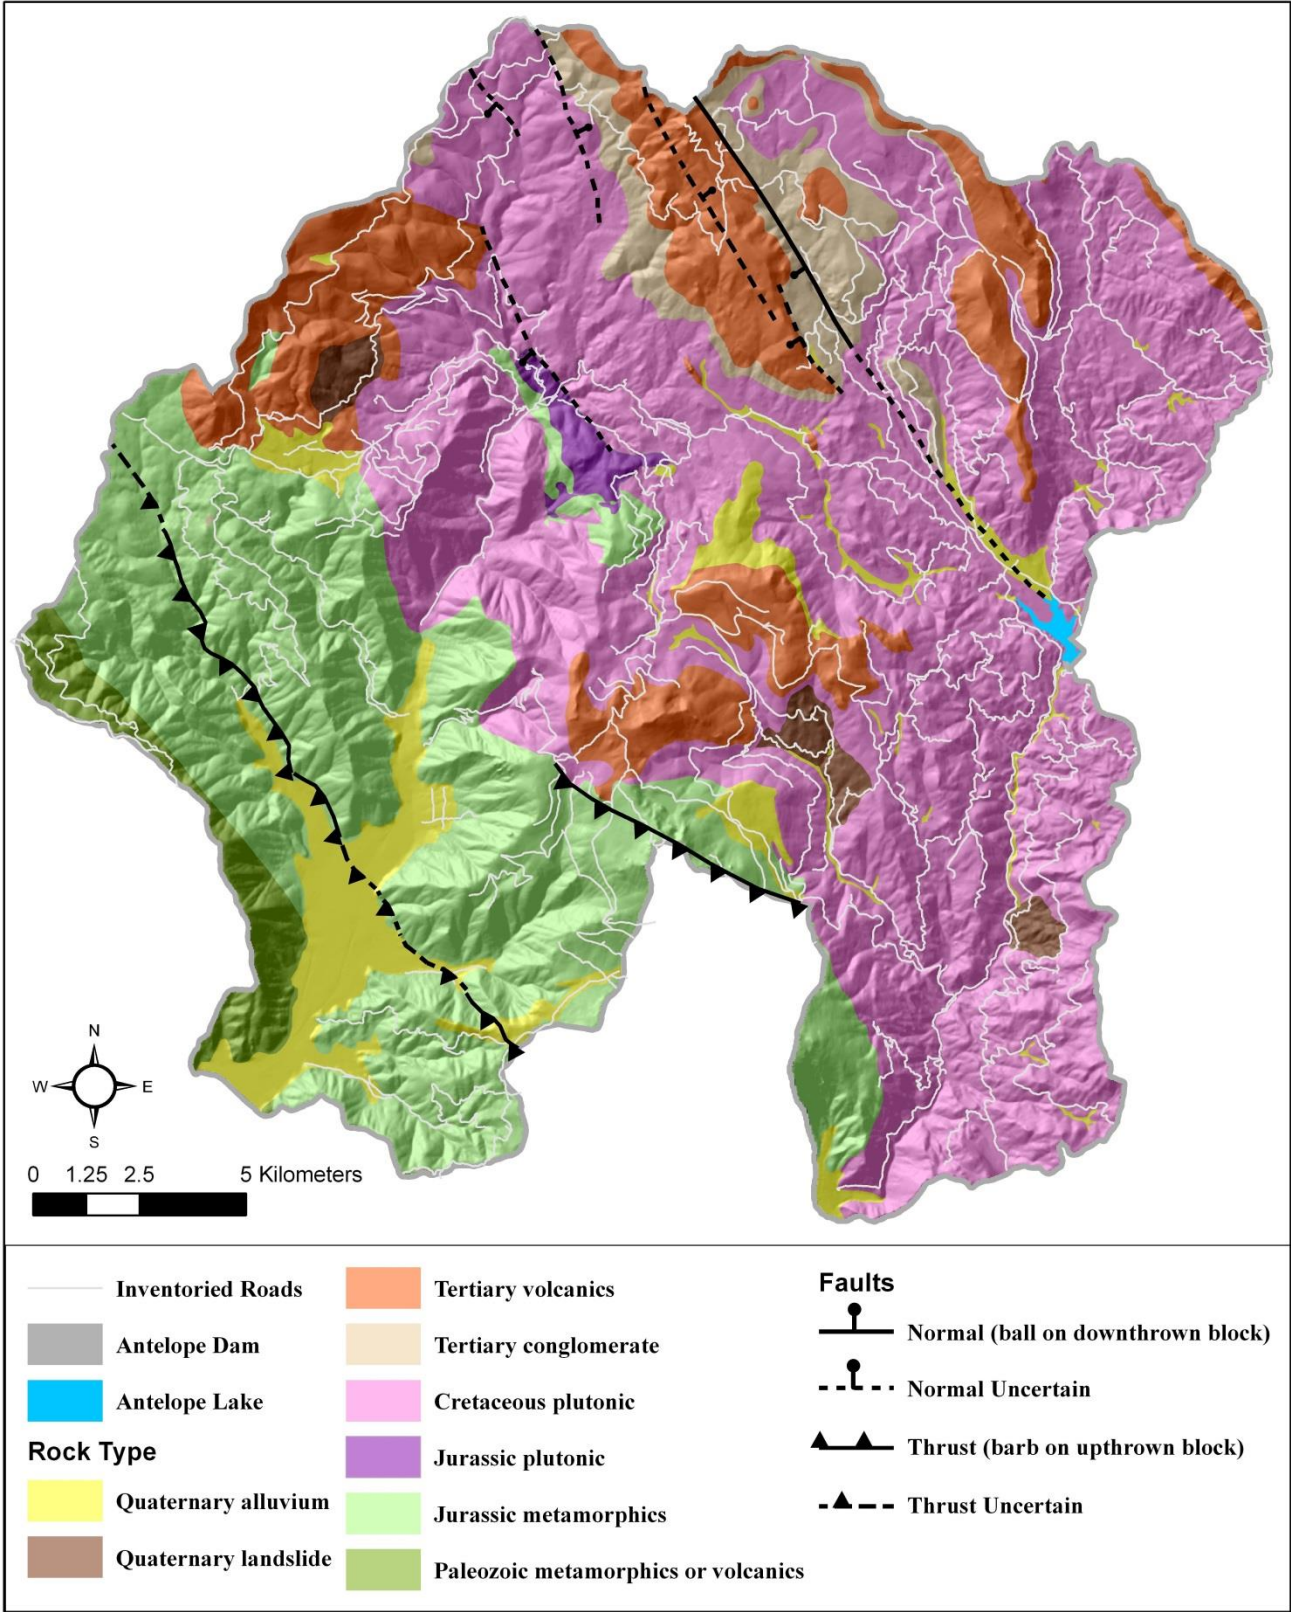 N
W E
S
0 1.25 2.5 5 Kilometers
Inventoried Roads
Antelope Dam
Antelope Lake
Rock Type
Quaternary alluvium
Quaternary landslide
Tertiary volcanics
Tertiary conglomerate
Cretaceous plutonic
Jurassic plutonic
Jurassic metamorphics
Paleozoic metamorphics or volcanics
Faults
Normal (ball on downthrown block)
Normal Uncertain
Thrust (barb on upthrown block)
Thrust Uncertain